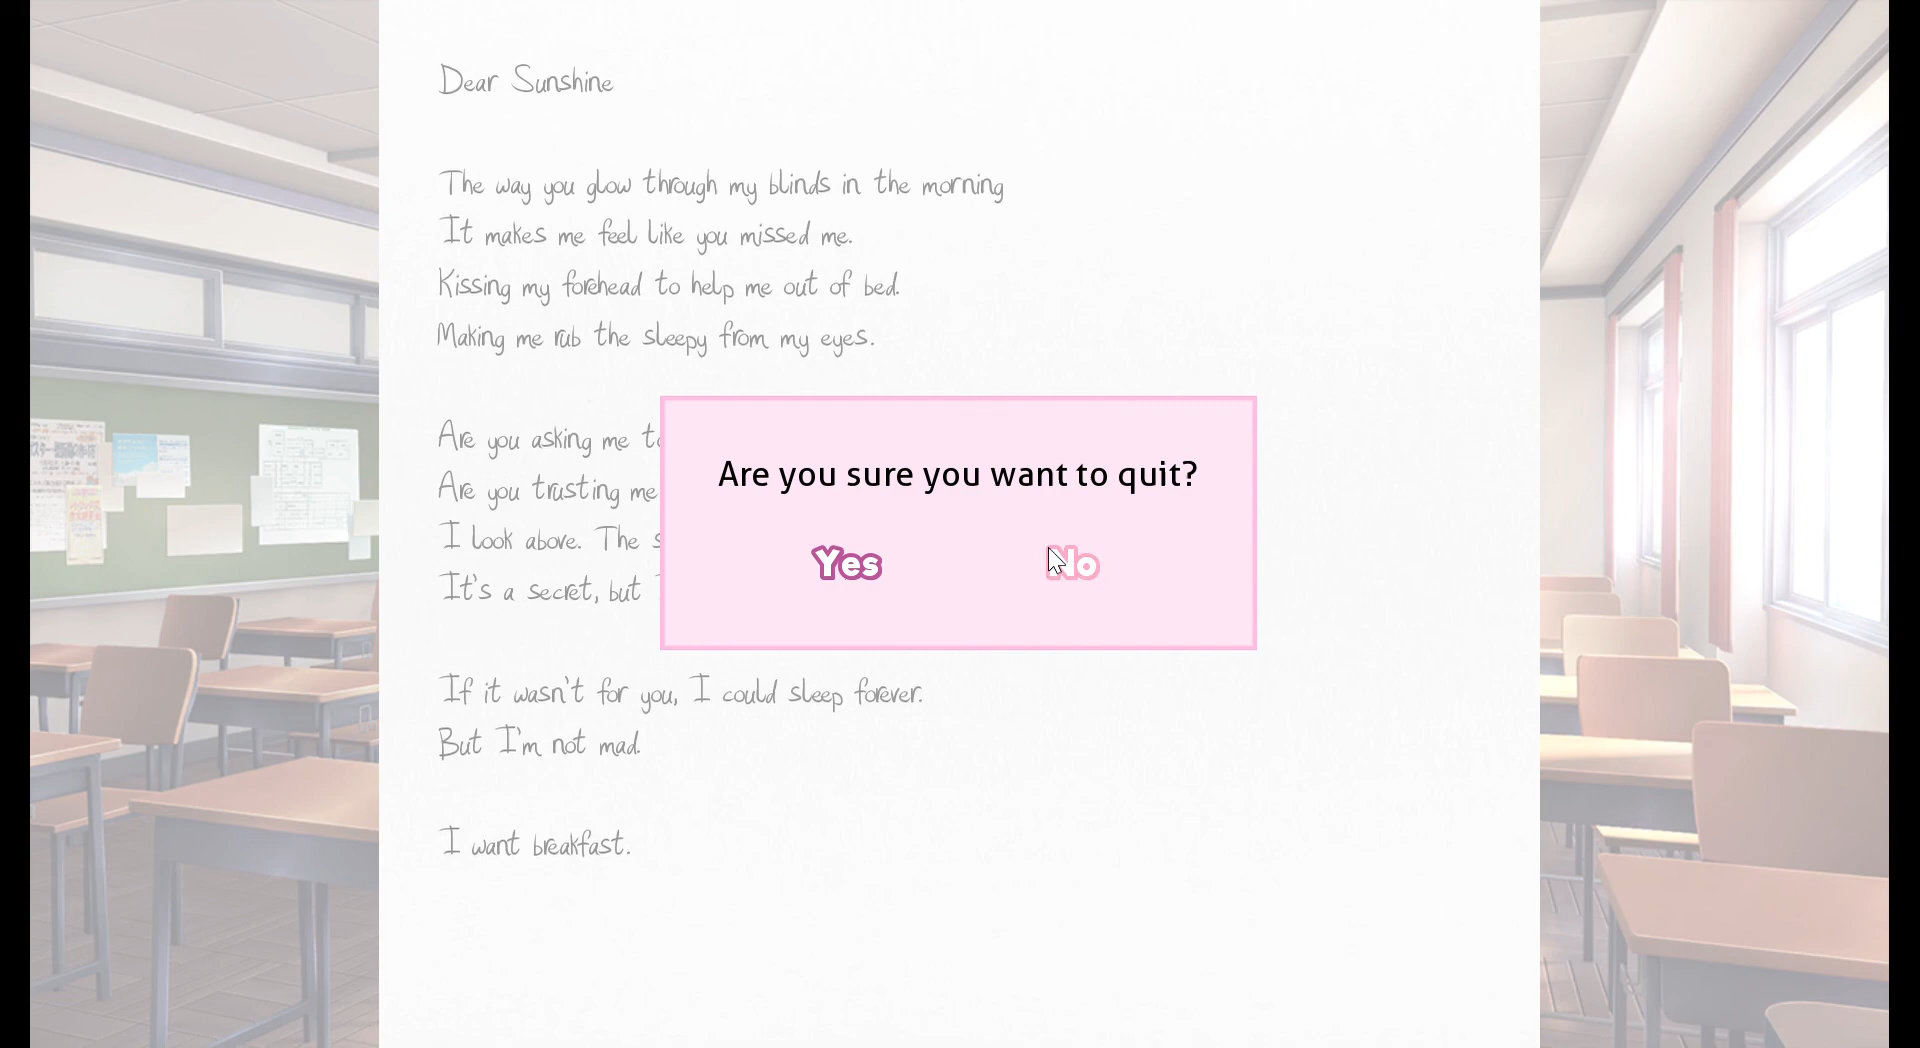 Dear Sunshine
The way you glow through my blinds in the morning
It makes me feel like you missed me.
Kissing my forehead to help me out of bed.
Making me rub the sleepy from my eyes.
Are you asking me
Are you trusting me
I look above. The
It's a secret, but
Are you sure you want to quit?
Yes No
If it wasn't for you, I could sleep forever.
But I'm not mad.
I want breakfast.